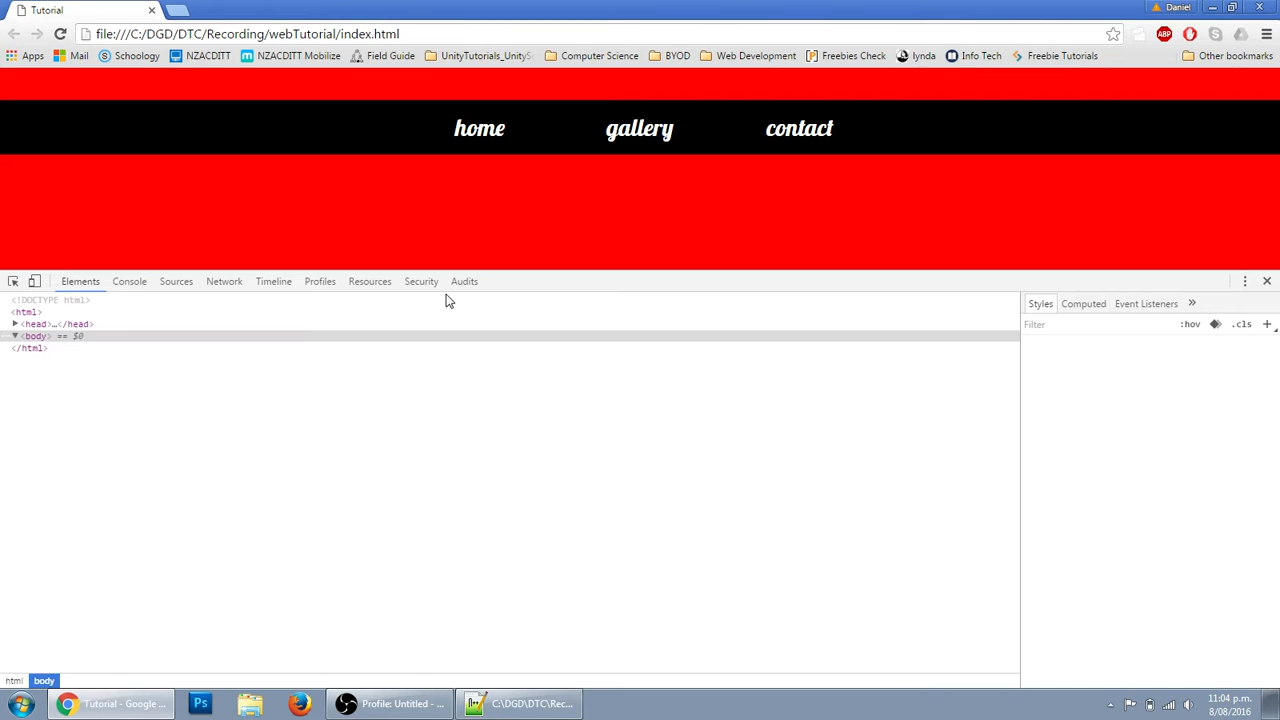 Tutorial
Daniel
file:///C:/DGD/DTC/Recording/webTutorial/index.html
ABP
Apps Mail Schoology NZACDITT NZACDITT Mobilize Field Guide UnityTutorials_UnityS Computer Science BYOD Web Development Freebies Check lynda Info Tech Freebie Tutorials Other bookmarks
home gallery contact
Elements Console Sources Network Timeline Profiles Resources Security Audits
<!DOCTYPE html>
<html>
<head>…</head>
<body> == $0
</html>
Styles Computed Event Listeners »
Filter :hov .cls +
html body
Tutorial - Google ... Ps Profile: Untitled - ... C:\DGD\DTC\Rec...
11:04 p.m.
8/08/2016